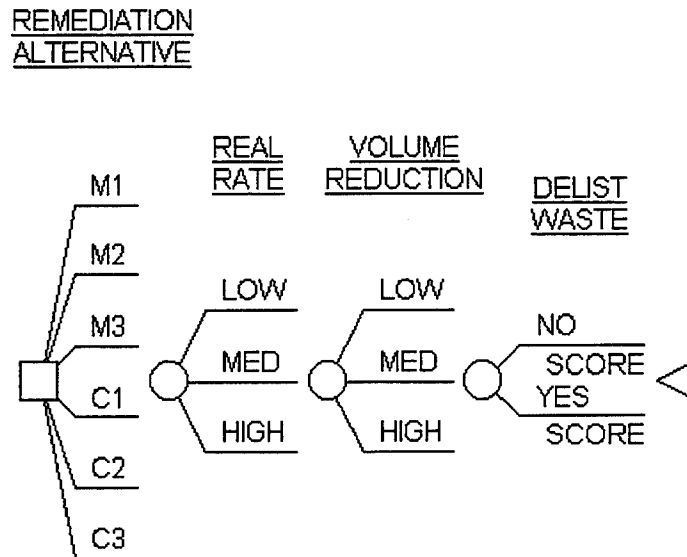 REMEDIATION
ALTERNATIVE
REAL
RATE
VOLUME
REDUCTION
DELIST
WASTE
M1
M2
M3
C1
C2
C3
LOW
MED
HIGH
LOW
MED
HIGH
NO
SCORE
YES
SCORE